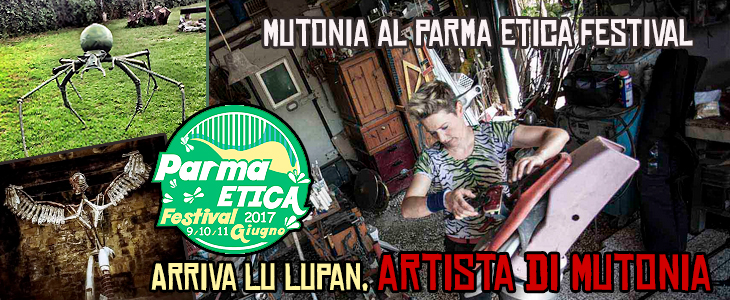 MUTONIA AL PARMA ETICA FESTIVAL
Parma
ETICA
Festival 2017
9/10/11 Giugno
ARRIVA LU LUPAN, ARTISTA DI MUTONIA